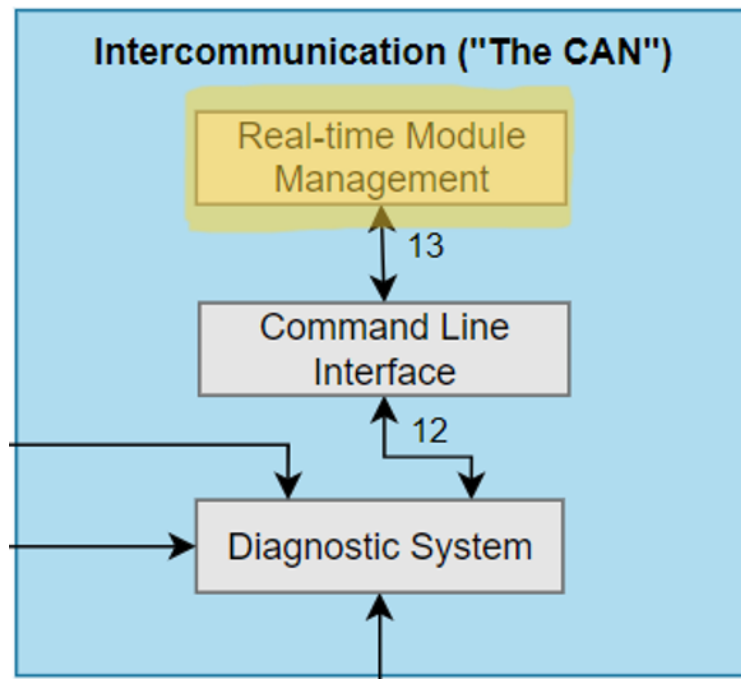 Intercommunication ("The CAN")
Real-time Module
Management
13
Command Line
Interface
12
Diagnostic System